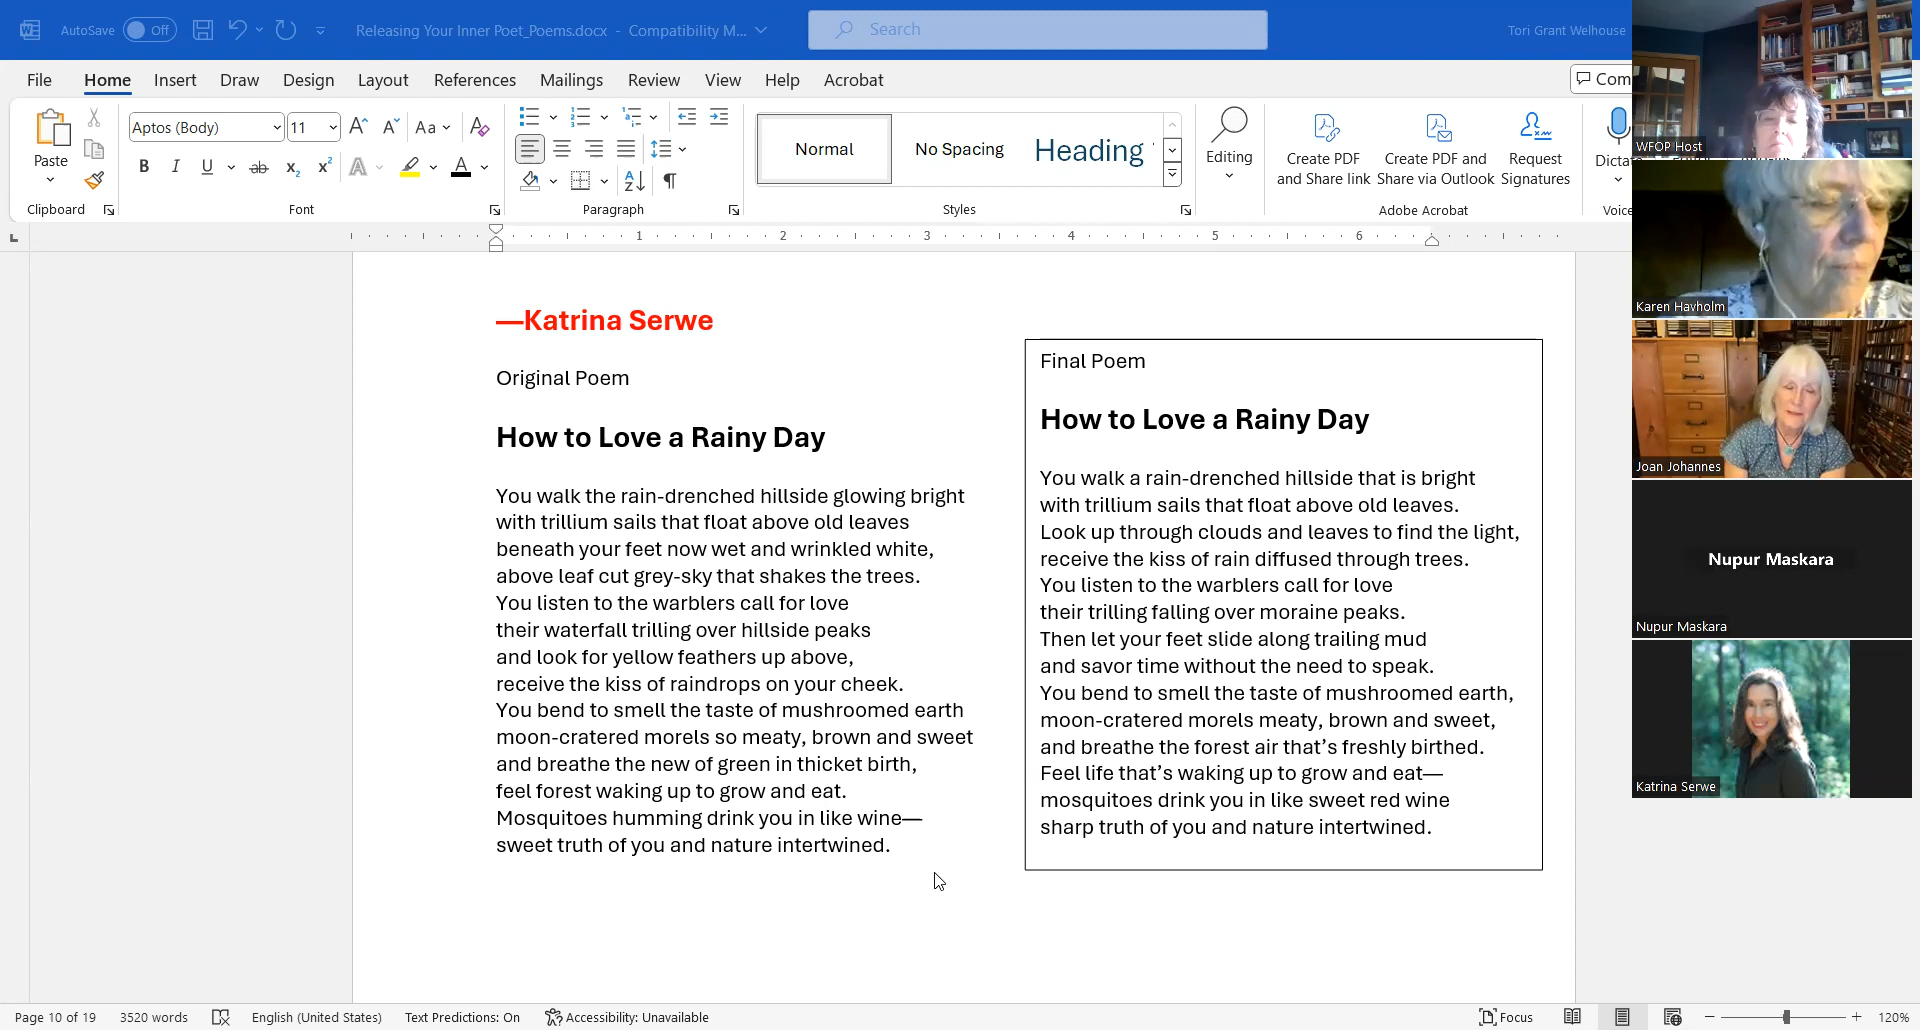 AutoSave Off
Releasing Your Inner Poet_Poems.docx - Compatibility M...
Search
Tori Grant Welhouse
File Home Insert Draw Design Layout References Mailings Review View Help Acrobat
Com
Paste
Clipboard
Aptos (Body) 11
Aa
B I U ab x₂ x² A A
Font
Paragraph
Normal
No Spacing
Heading
Styles
Editing
Create PDF and Share link
Create PDF and Share via Outlook
Request Signatures
Adobe Acrobat
Dictat
Voice
1 2 3 4 5 6
—Katrina Serwe
Original Poem
How to Love a Rainy Day
You walk the rain-drenched hillside glowing bright
with trillium sails that float above old leaves
beneath your feet now wet and wrinkled white,
above leaf cut grey-sky that shakes the trees.
You listen to the warblers call for love
their waterfall trilling over hillside peaks
and look for yellow feathers up above,
receive the kiss of raindrops on your cheek.
You bend to smell the taste of mushroomed earth
moon-cratered morels so meaty, brown and sweet
and breathe the new of green in thicket birth,
feel forest waking up to grow and eat.
Mosquitoes humming drink you in like wine—
sweet truth of you and nature intertwined.
Final Poem
How to Love a Rainy Day
You walk a rain-drenched hillside that is bright
with trillium sails that float above old leaves.
Look up through clouds and leaves to find the light,
receive the kiss of rain diffused through trees.
You listen to the warblers call for love
their trilling falling over moraine peaks.
Then let your feet slide along trailing mud
and savor time without the need to speak.
You bend to smell the taste of mushroomed earth,
moon-cratered morels meaty, brown and sweet,
and breathe the forest air that’s freshly birthed.
Feel life that’s waking up to grow and eat—
mosquitoes drink you in like sweet red wine
sharp truth of you and nature intertwined.
WFOP Host
Karen Havholm
Joan Johannes
Nupur Maskara
Nupur Maskara
Katrina Serwe
Page 10 of 19 3520 words English (United States) Text Predictions: On Accessibility: Unavailable Focus 120%